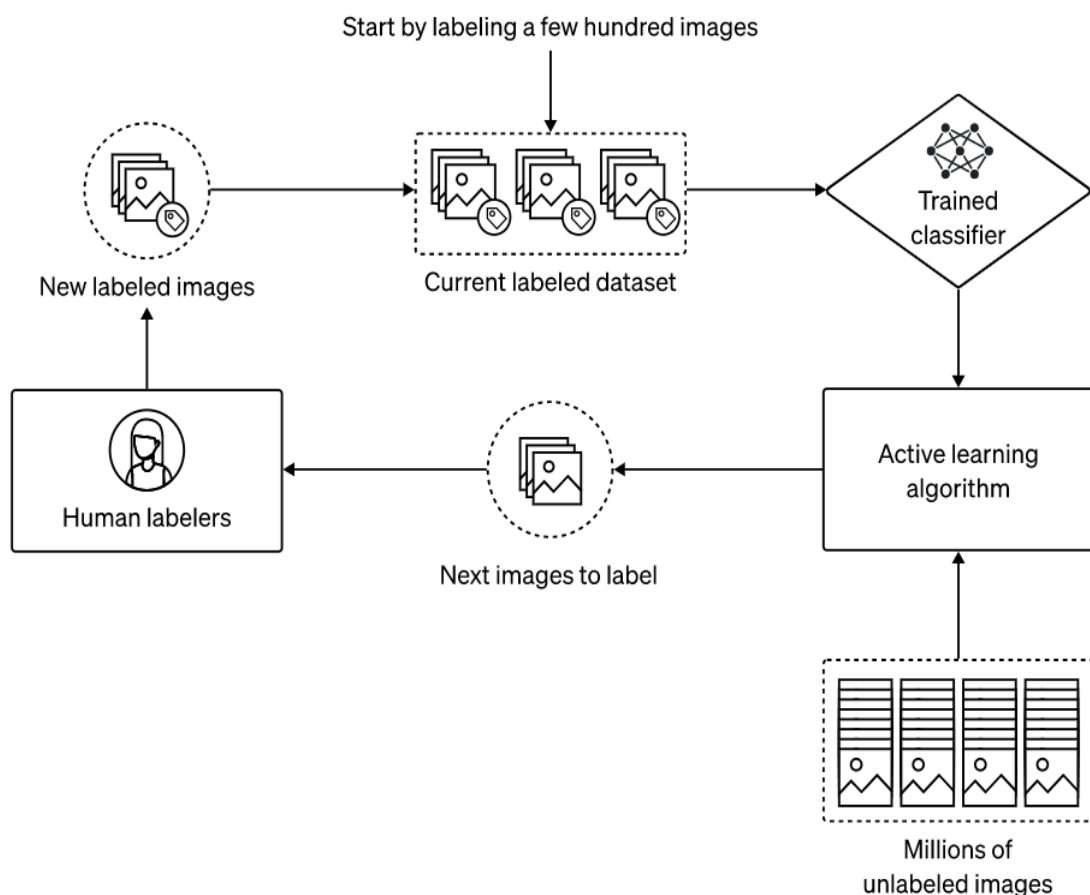 Start by labeling a few hundred images
New labeled images
Current labeled dataset
Trained
classifier
Human labelers
Next images to label
Active learning
algorithm
Millions of
unlabeled images